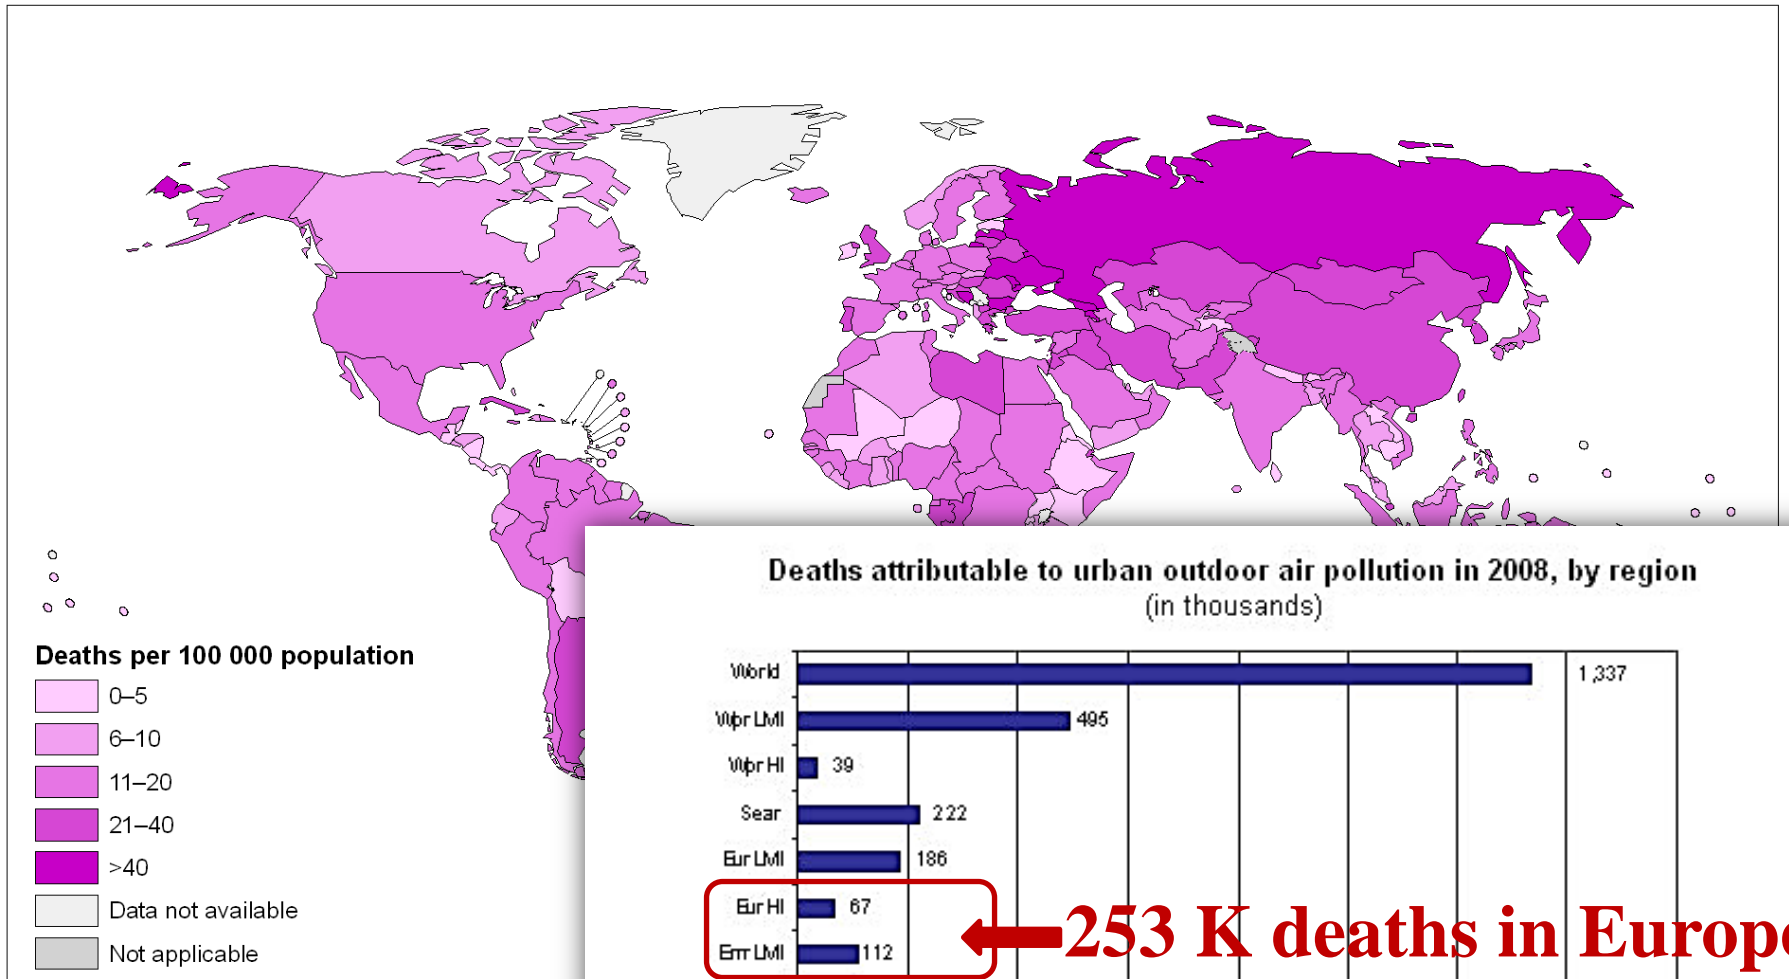 Deaths per 100 000 population
0–5
6–10
11–20
21–40
>40
Data not available
Not applicable
Deaths attributable to urban outdoor air pollution in 2008, by region
(in thousands)
World 1,337
Wpr LMI 495
Wpr HI 39
Sear 222
Eur LMI 186
Eur HI 67
Emr LMI 112
253 K deaths in Europe